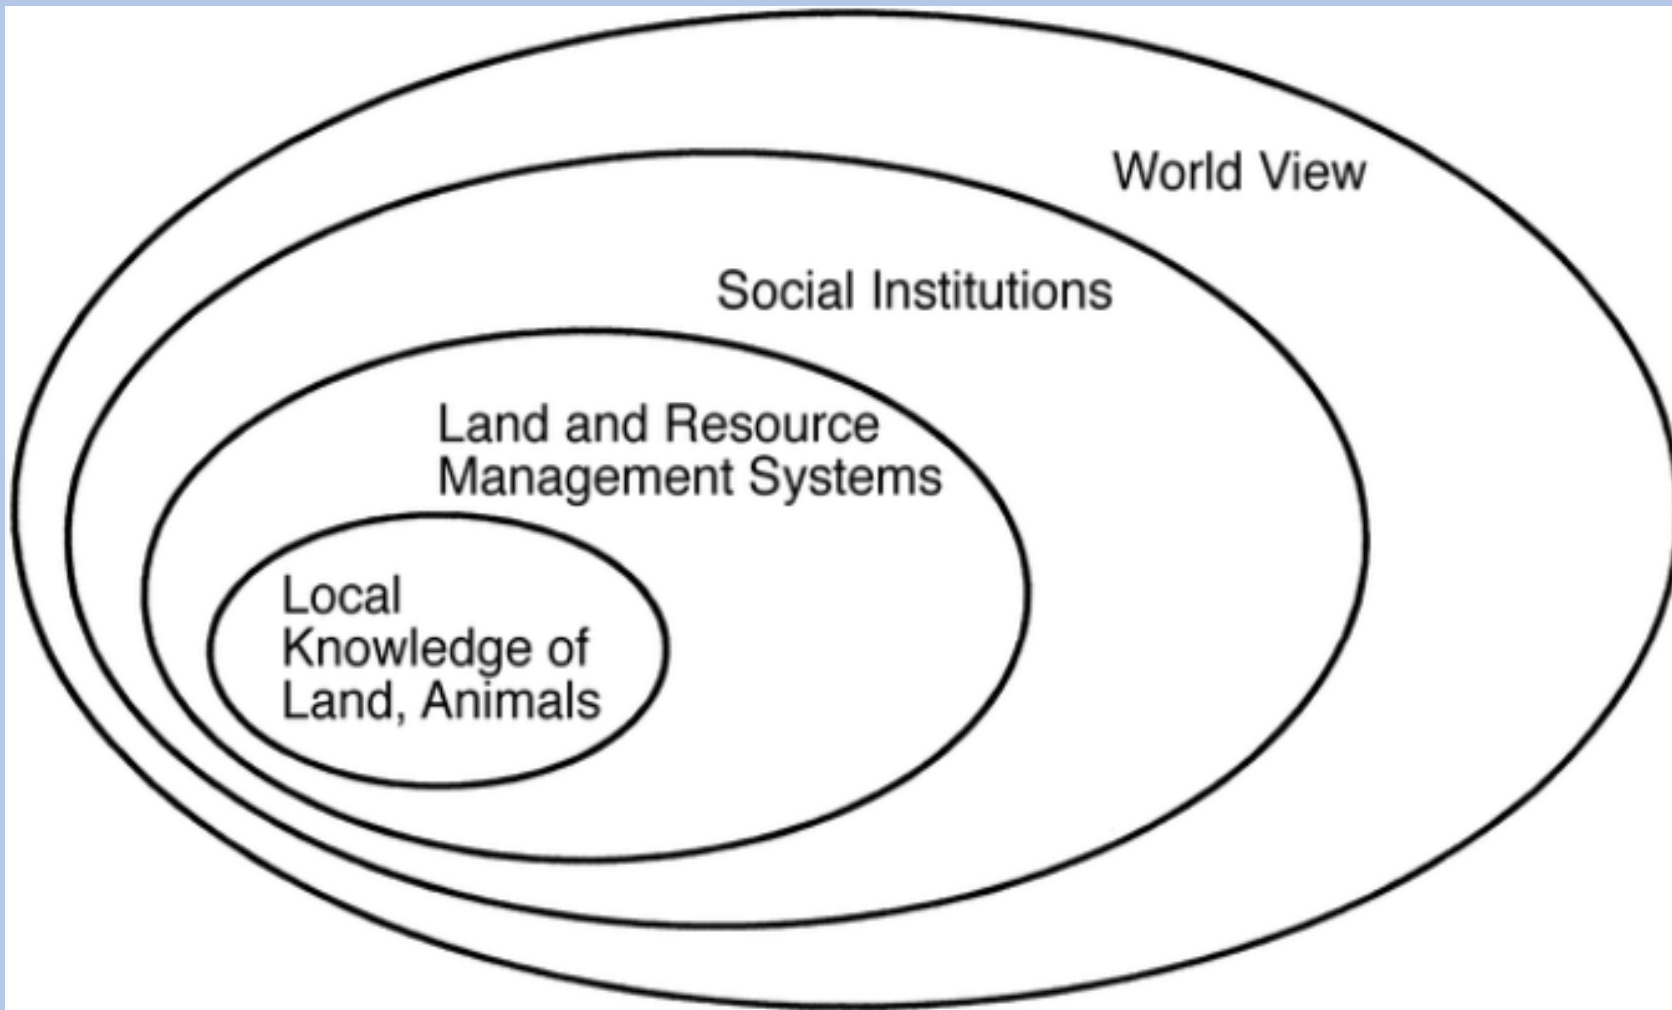 World View
Social Institutions
Land and Resource
Management Systems
Local
Knowledge of
Land, Animals